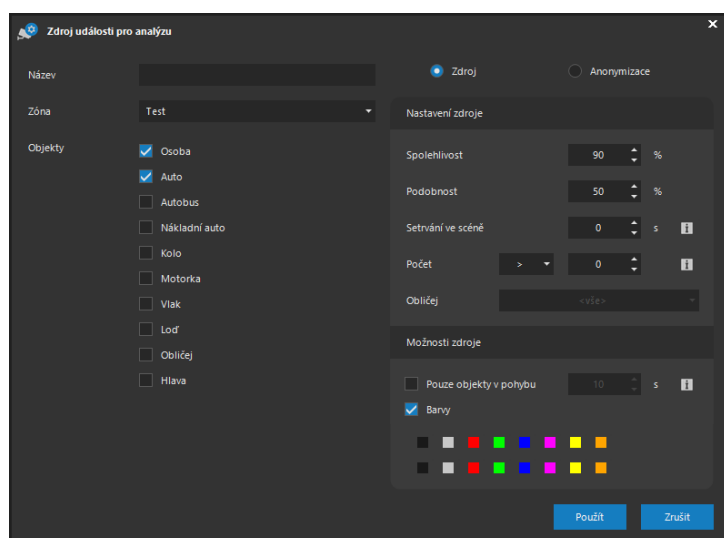 Zdroj události pro analýzu
Název
Zdroj
Anonymizace
Zóna
Test
Objekty
Osoba
Auto
Autobus
Nákladní auto
Kolo
Motorka
Vlak
Loď
Obličej
Hlava
Nastavení zdroje
Spolehlivost 90 %
Podobnost 50 %
Setrvání ve scéně 0 s
Počet > 0
Obličej <vše>
Možnosti zdroje
Pouze objekty v pohybu 10 s
Barvy
Použít
Zrušit